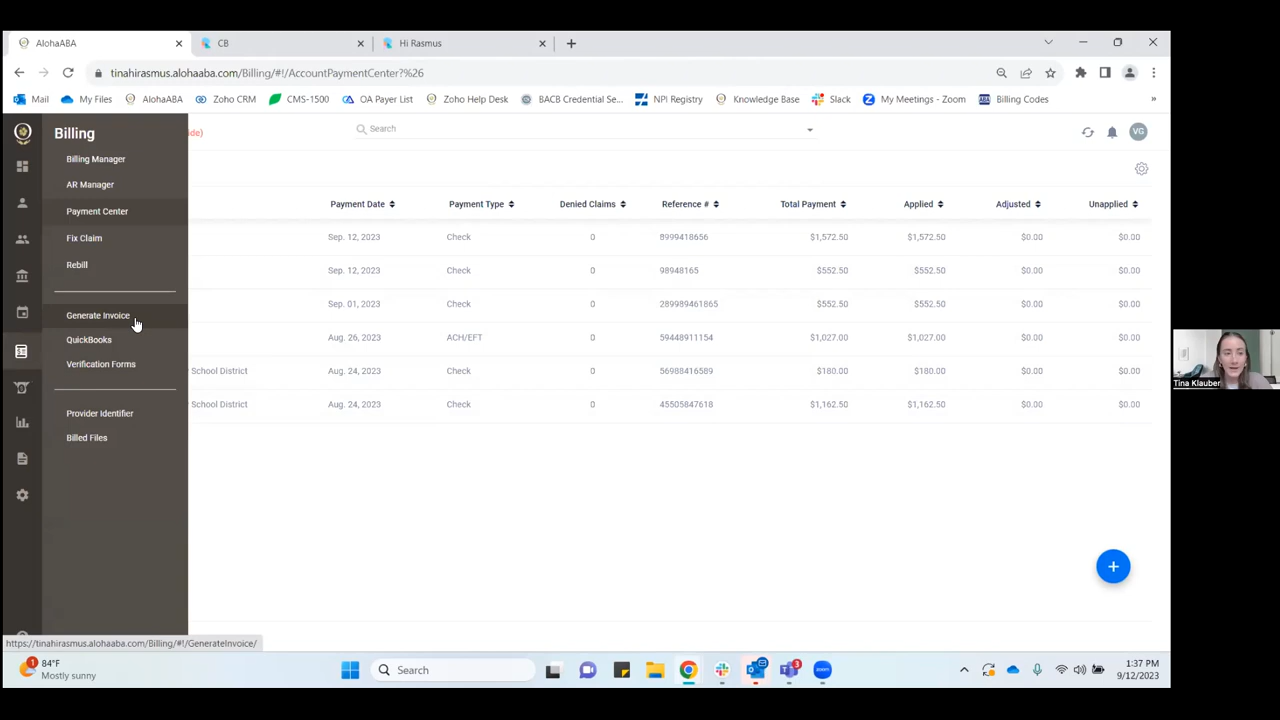 AlohaABA
CB
Hi Rasmus
tinahirasmus.alohaaba.com/Billing/#!/AccountPaymentCenter?%26
Mail My Files AlohaABA Zoho CRM CMS-1500 OA Payer List Zoho Help Desk BACB Credential Se... NPI Registry Knowledge Base Slack My Meetings - Zoom Billing Codes »
Billing
de)
Search
VG
Billing Manager
AR Manager
Payment Center
Fix Claim
Rebill
Generate Invoice
QuickBooks
Verification Forms
Provider Identifier
Billed Files
Payment Date Payment Type Denied Claims Reference # Total Payment Applied Adjusted Unapplied
Sep. 12, 2023 Check 0 8999418656 $1,572.50 $1,572.50 $0.00 $0.00
Sep. 12, 2023 Check 0 98948165 $552.50 $552.50 $0.00 $0.00
Sep. 01, 2023 Check 0 289989461865 $552.50 $552.50 $0.00 $0.00
Aug. 26, 2023 ACH/EFT 0 59448911154 $1,027.00 $1,027.00 $0.00 $0.00
School District Aug. 24, 2023 Check 0 56988416589 $180.00 $180.00 $0.00 $0.00
School District Aug. 24, 2023 Check 0 45505847618 $1,162.50 $1,162.50 $0.00 $0.00
+
Tina Klauber
https://tinahirasmus.alohaaba.com/Billing/#!/GenerateInvoice/
1
84°F
Mostly sunny
Search
3
1:37 PM
9/12/2023